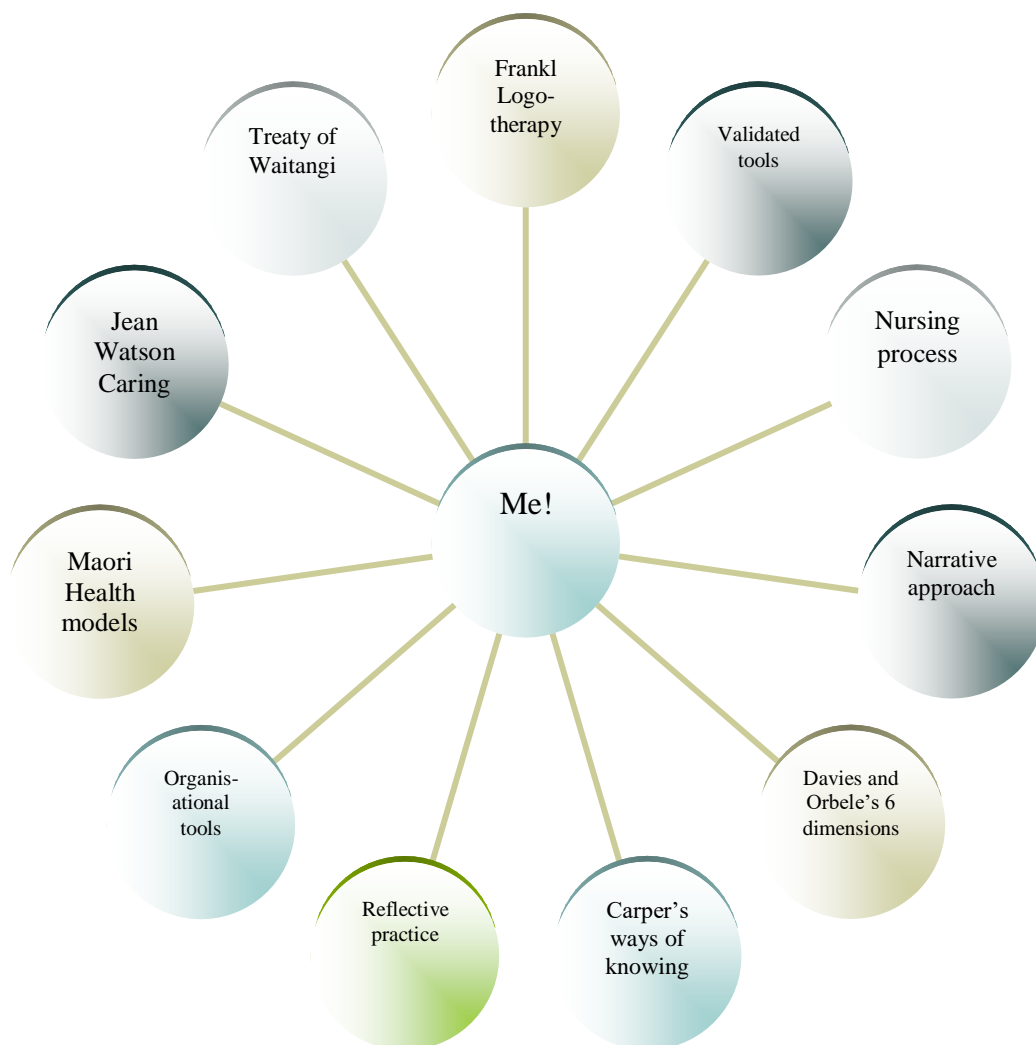 Frankl
Logo-
therapy
Validated
tools
Nursing
process
Narrative
approach
Davies and
Orbele’s 6
dimensions
Carper’s
ways of
knowing
Reflective
practice
Organis-
ational
tools
Maori
Health
models
Jean
Watson
Caring
Treaty of
Waitangi
Me!